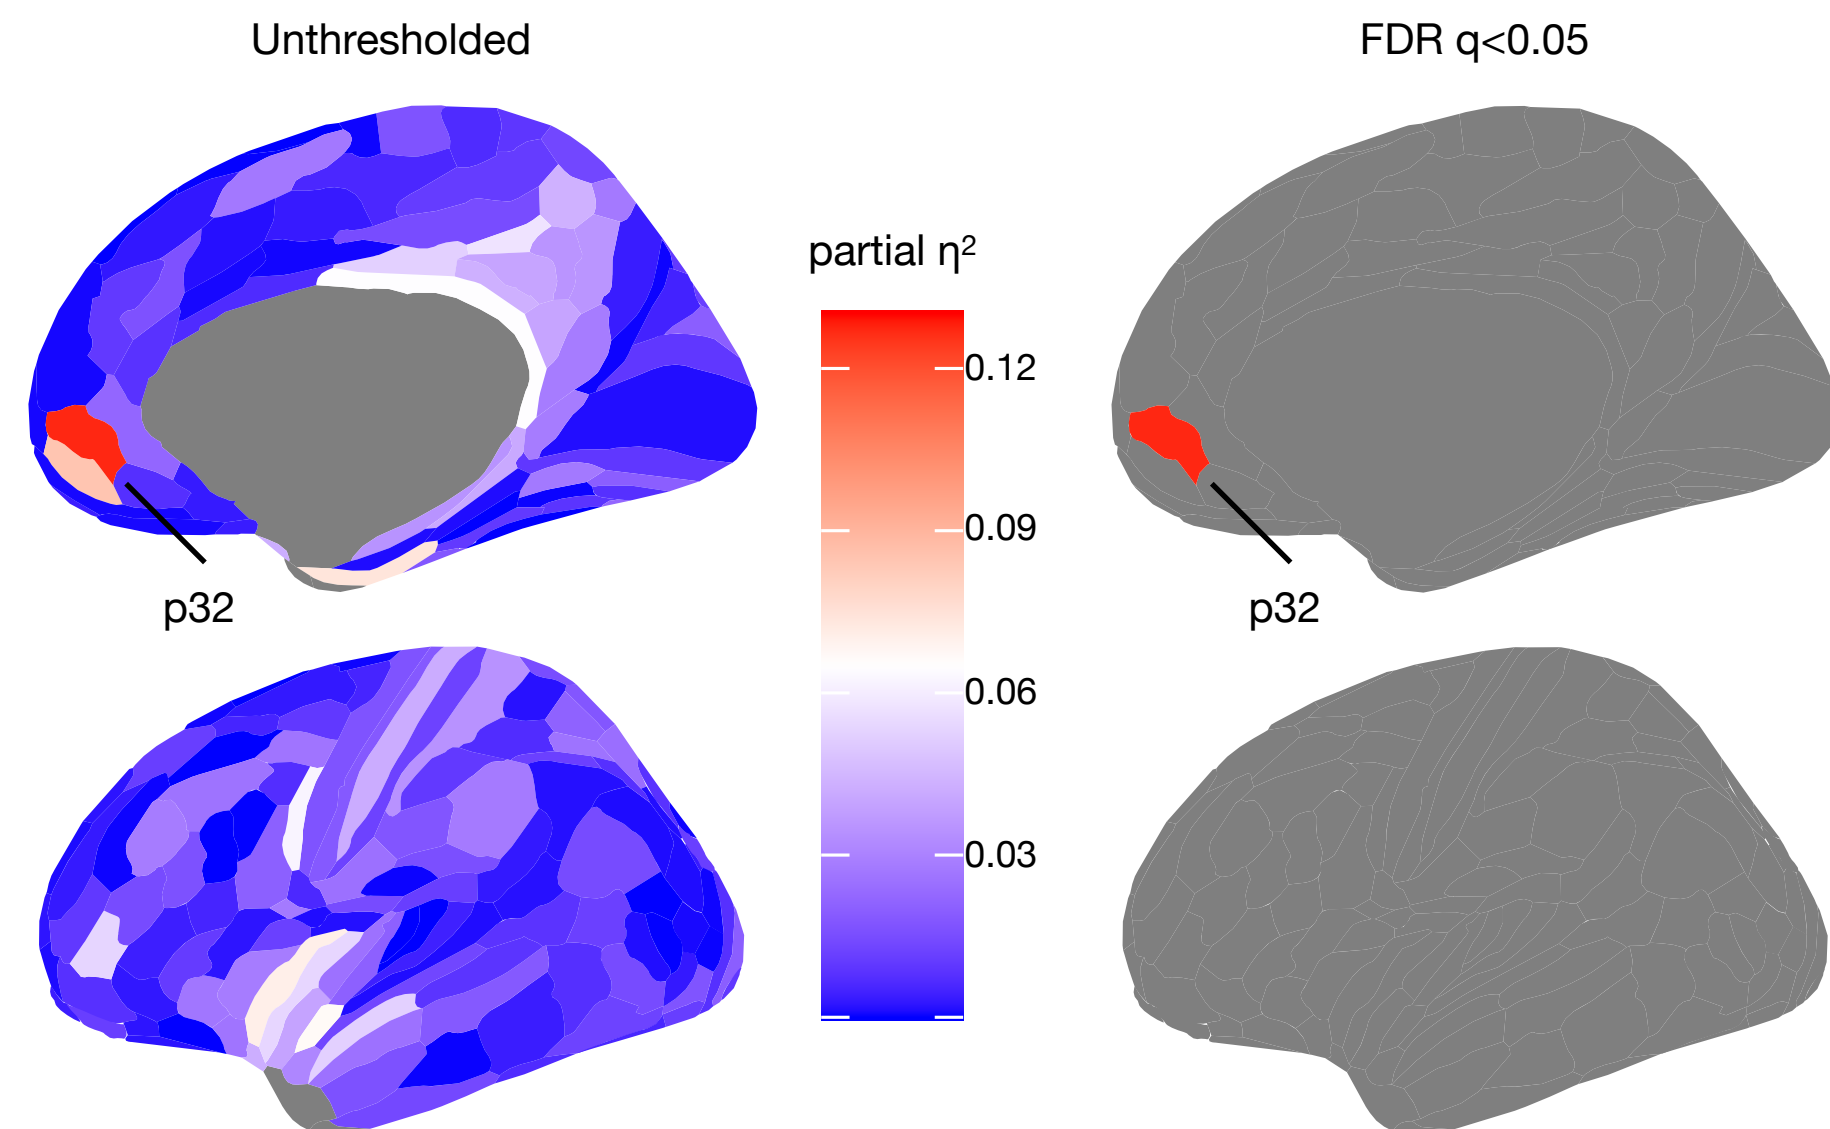 Unthresholded
FDR q<0.05
partial η²
0.12
0.09
0.06
0.03
p32
p32